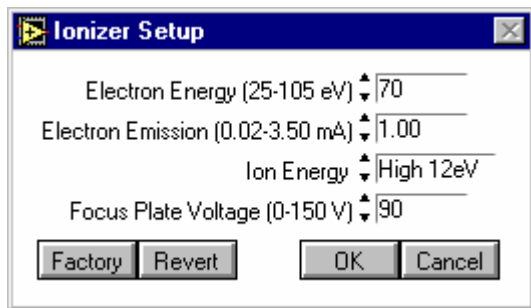 Ionizer Setup
Electron Energy (25-105 eV) 70
Electron Emission (0.02-3.50 mA) 1.00
Ion Energy High 12eV
Focus Plate Voltage (0-150 V) 90
Factory Revert OK Cancel